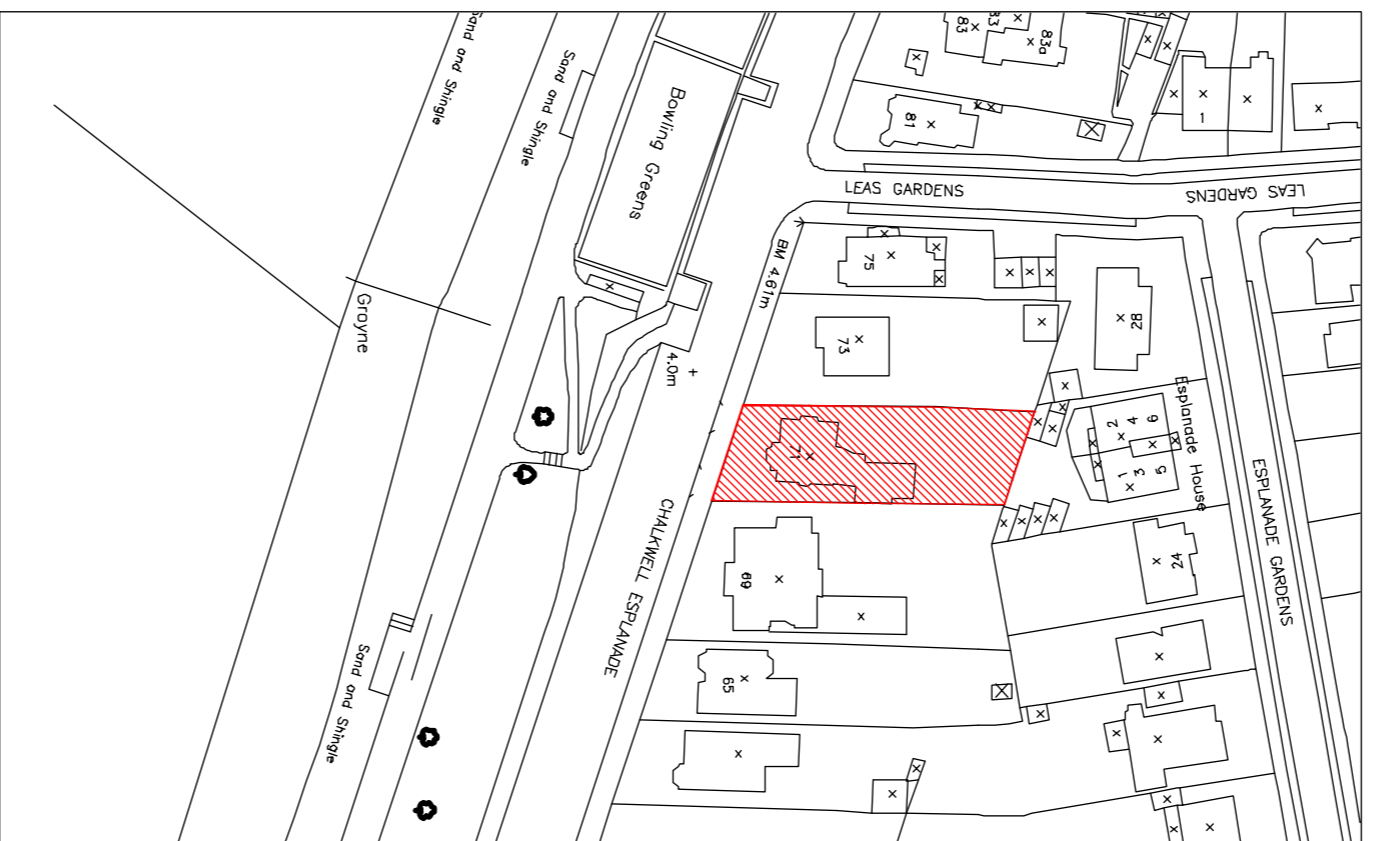 Sand and Shingle
Sand and Shingle
Bowling Greens
83
83
83a
81
1
LEAS GARDENS
LEAS GARDENS
BM 4.61m
75
73
28
Groyne
4.0m
Esplanade House
2 4 6
1 3 5
71
CHALKWELL ESPLANADE
ESPLANADE GARDENS
24
69
65
Sand and Shingle